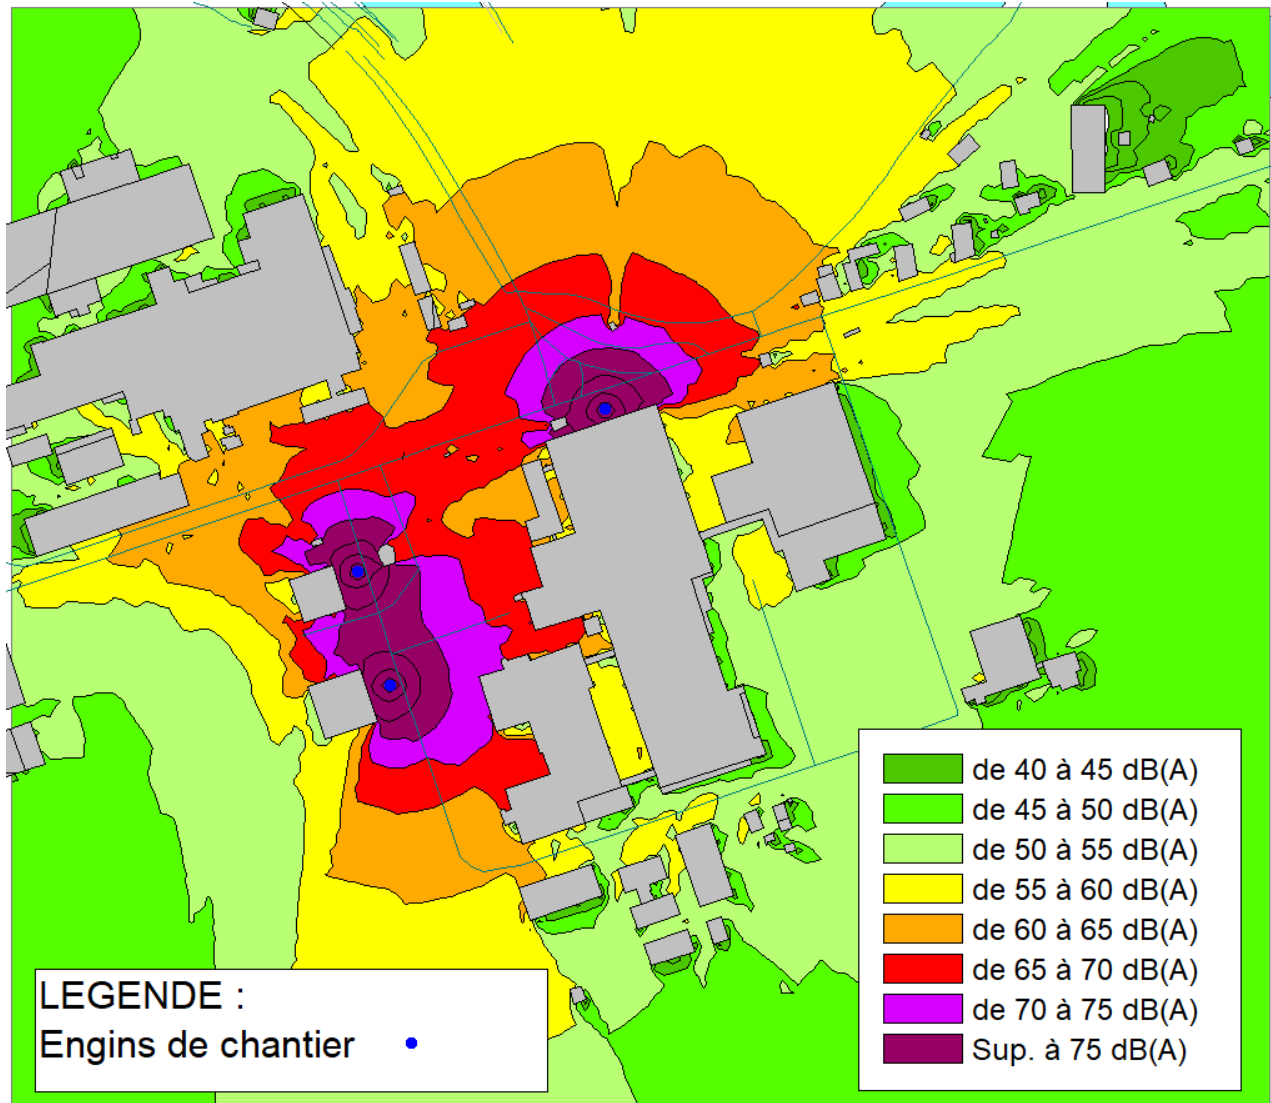 LEGENDE :
Engins de chantier
de 40 à 45 dB(A)
de 45 à 50 dB(A)
de 50 à 55 dB(A)
de 55 à 60 dB(A)
de 60 à 65 dB(A)
de 65 à 70 dB(A)
de 70 à 75 dB(A)
Sup. à 75 dB(A)